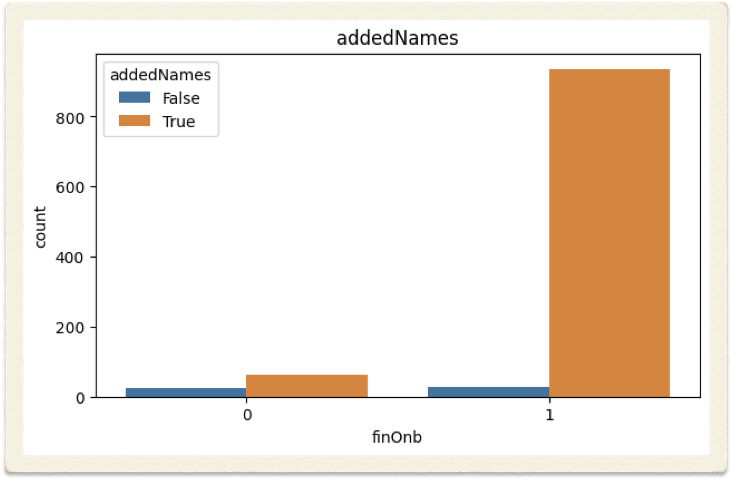 addedNames
addedNames
False
True
800
600
400
200
0
count
0
1
finOnb